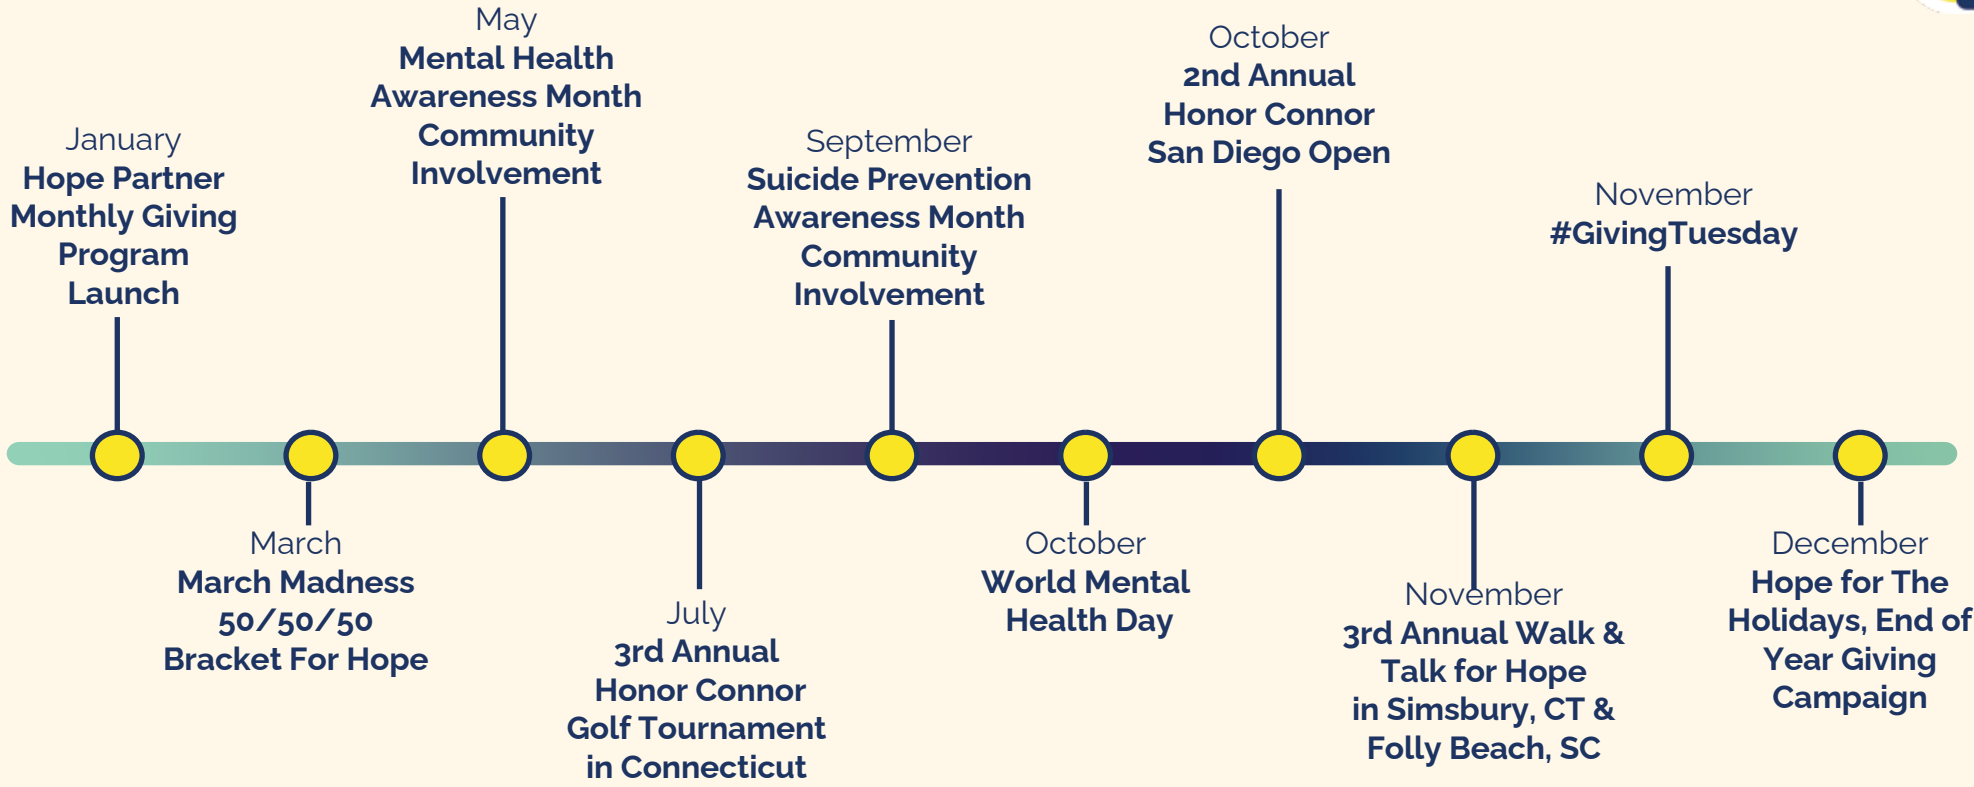 January
Hope Partner
Monthly Giving
Program
Launch
March
March Madness
50/50/50
Bracket For Hope
May
Mental Health
Awareness Month
Community
Involvement
July
3rd Annual
Honor Connor
Golf Tournament
in Connecticut
September
Suicide Prevention
Awareness Month
Community
Involvement
October
World Mental
Health Day
October
2nd Annual
Honor Connor
San Diego Open
November
3rd Annual Walk &
Talk for Hope
in Simsbury, CT &
Folly Beach, SC
November
#GivingTuesday
December
Hope for The
Holidays, End of
Year Giving
Campaign